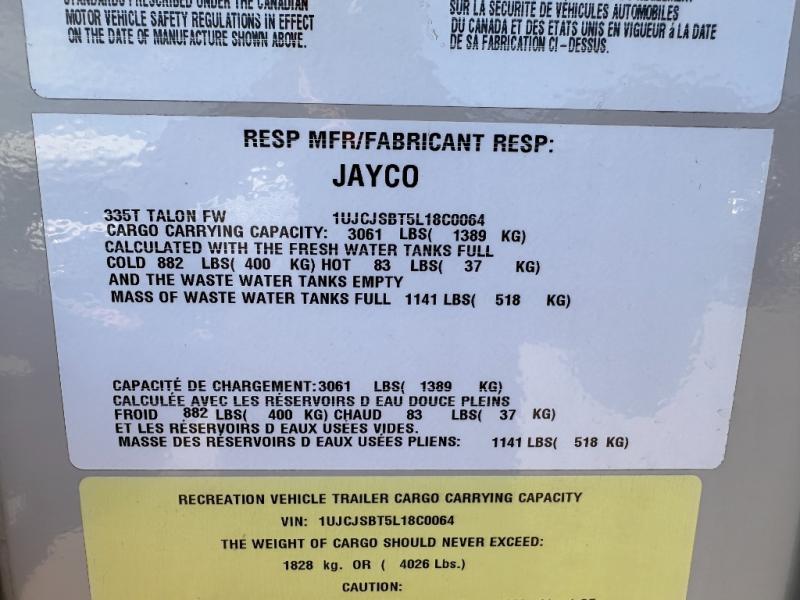 STANDARDS PRESCRIBED UNDER THE CANADIAN
MOTOR VEHICLE SAFETY REGULATIONS IN EFFECT
ON THE DATE OF MANUFACTURE SHOWN ABOVE.
SUR LA SECURITE DE VÉHICULES AUTOMOBILES
DU CANADA ET DES ÉTATS UNIS EN VIGUEUR á LA DATE
DE SA FABRICATION CI-DESSUS.
RESP MFR/FABRICANT RESP:
JAYCO
335T TALON FW 1UJCJSBT5L18C0064
CARGO CARRYING CAPACITY: 3061 LBS( 1389 KG)
CALCULATED WITH THE FRESH WATER TANKS FULL
COLD 882 LBS( 400 KG) HOT 83 LBS( 37 KG)
AND THE WASTE WATER TANKS EMPTY
MASS OF WASTE WATER TANKS FULL 1141 LBS( 518 KG)
CAPACITÉ DE CHARGEMENT:3061 LBS( 1389 KG)
CALCULÉE AVEC LES RÉSERVOIRS D EAU DOUCE PLEINS
FROID 882 LBS( 400 KG) CHAUD 83 LBS( 37 KG)
ET LES RÉSERVOIRS D EAUX USÉES VIDES.
MASSE DES RÉSERVOIRS D EAUX USÉES PLIENS: 1141 LBS( 518 KG)
RECREATION VEHICLE TRAILER CARGO CARRYING CAPACITY
VIN: 1UJCJSBT5L18C0064
THE WEIGHT OF CARGO SHOULD NEVER EXCEED:
1828 kg. OR ( 4026 Lbs.)
CAUTION: